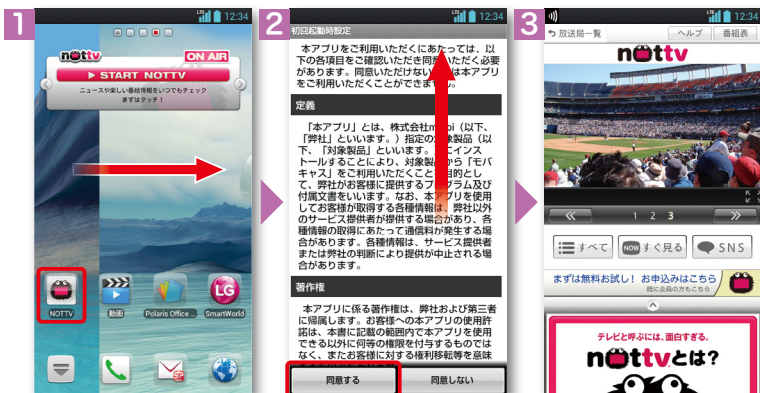 1
LTE 12:34
nottv
ON AIR
START NOTTV
ニュースや楽しい番組情報をいつでもチェック
まずはタッチ！
NOTTV
動画
Polaris Office ...
LG
SmartWorld
2
LTE 12:34
初回起動時設定
本アプリをご利用いただくにあたっては、以
下の各項目をご確認いただき同意いただく必要
があります。同意いただけない
は本アプリ
をご利用いただくことができません。
定義
「本アプリ」とは、株式会社m
bi（以下、
「弊社」といいます。）指定の対象製品（以
下、「対象製品」といいます。
にインス
トールすることにより、対象製品から「モバ
キャス」をご利用いただくことを目的とし
て、弊社がお客様に提供するプログラム及び
付属文書をいいます。なお、本アプリを使用
してお客様が取得する各種情報は、弊社以外
のサービス提供者が提供する場合があり、各
種情報の取得にあたって通信料が発生する場
合があります。各種情報は、サービス提供者
または弊社の判断により提供が中止される場
合があります。
著作権
本アプリに係る著作権は、弊社および第三者
に帰属します。お客様への本アプリの使用許
諾は、本書に記載の範囲内で本アプリを使用
できる以外に何等の権限を付与するものでは
なく、またお客様に対する権利移転等を意味
同意する
同意しない
3
LTE 12:34
放送局一覧
ヘルプ
番組表
nottv
1 2 3
すべて
NOW すぐ見る
SNS
まずは無料お試し！ お申込みはこちら
既に会員の方もこちら
テレビと呼ぶには、面白すぎる。
nottvとは？